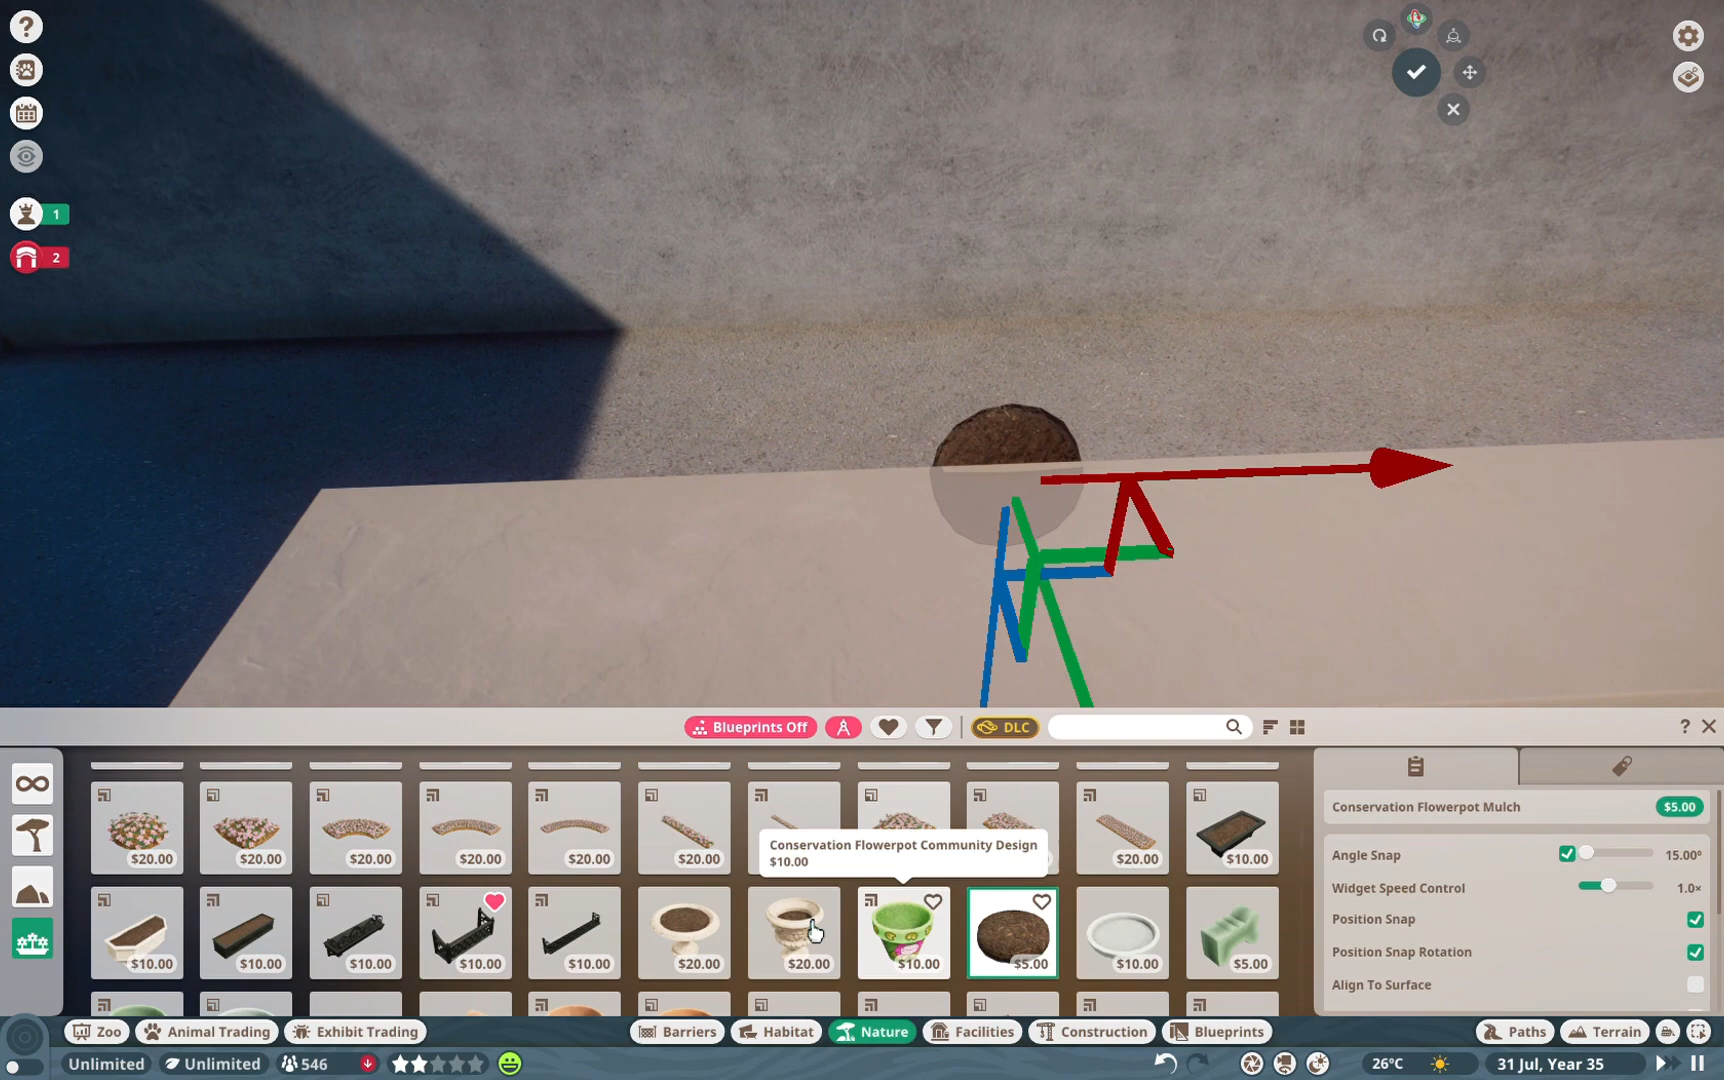 ?
1
2
Blueprints Off
DLC
?
$20.00
$20.00
$20.00
$20.00
$20.00
$20.00
$20.00
$10.00
Conservation Flowerpot Community Design
$10.00
$10.00
$10.00
$10.00
$10.00
$10.00
$20.00
$20.00
$10.00
$5.00
$10.00
$5.00
Conservation Flowerpot Mulch
$5.00
Angle Snap
15.00°
Widget Speed Control
1.0×
Position Snap
Position Snap Rotation
Align To Surface
Zoo
Animal Trading
Exhibit Trading
Barriers
Habitat
Nature
Facilities
Construction
Blueprints
Paths
Terrain
Unlimited
Unlimited
546
26°C
31 Jul, Year 35